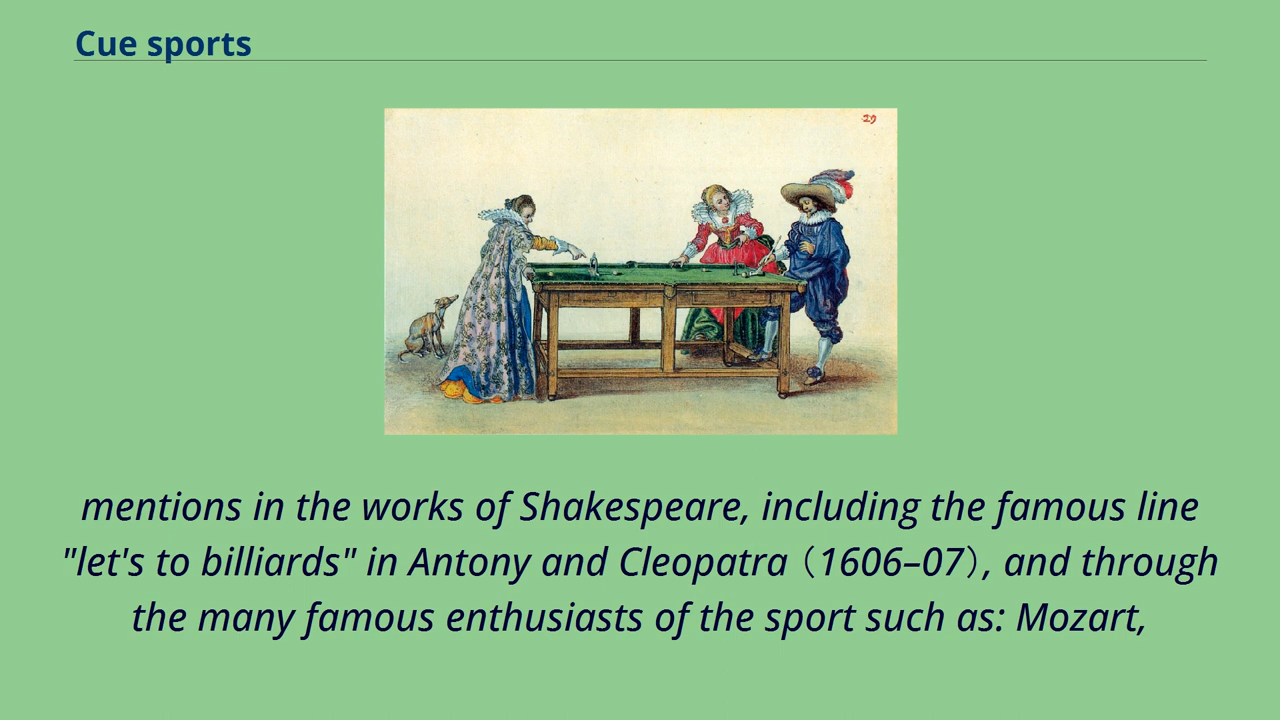 Cue sports
29
mentions in the works of Shakespeare, including the famous line
"let's to billiards" in Antony and Cleopatra（1606–07）, and through
the many famous enthusiasts of the sport such as: Mozart,